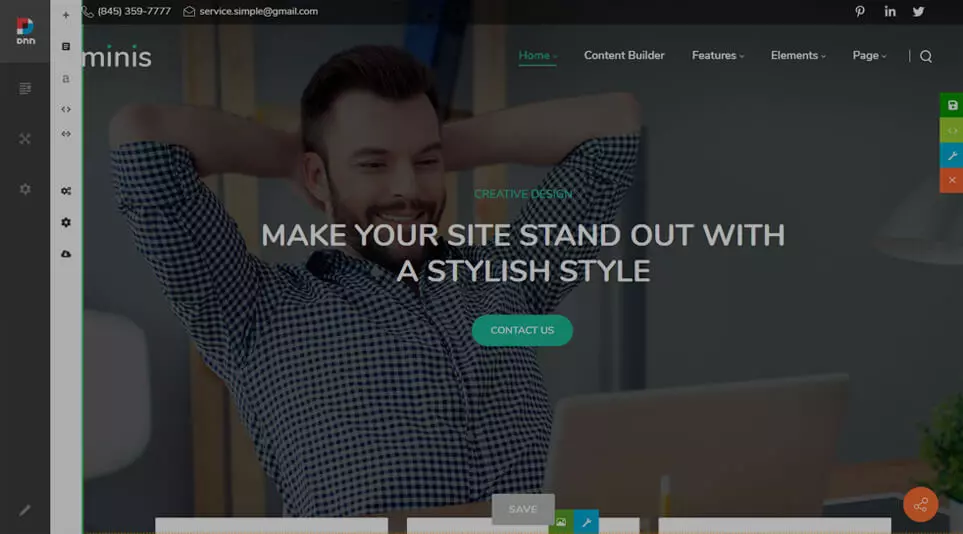 DNN
(845) 359-7777
service.simple@gmail.com
minis
Home
Content Builder
Features
Elements
Page
a
CREATIVE DESIGN
MAKE YOUR SITE STAND OUT WITH
A STYLISH STYLE
CONTACT US
SAVE